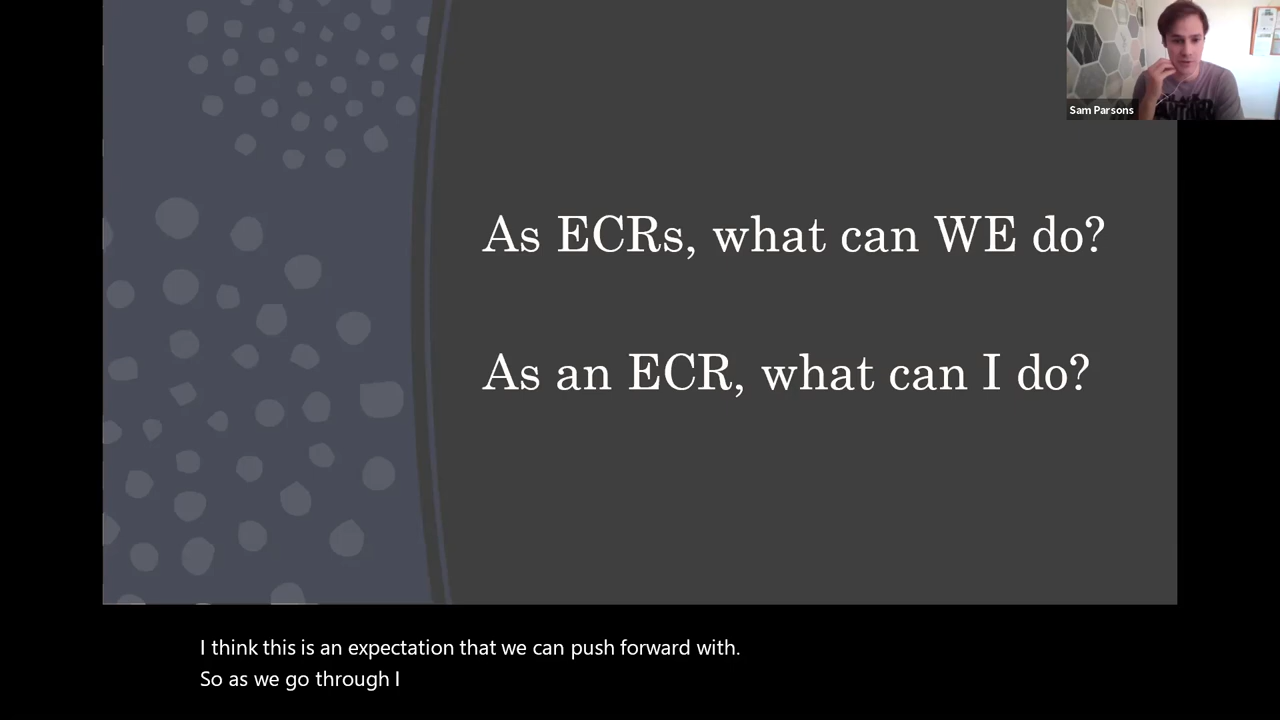 Sam Parsons
As ECRs, what can WE do?
As an ECR, what can I do?
I think this is an expectation that we can push forward with.
So as we go through I